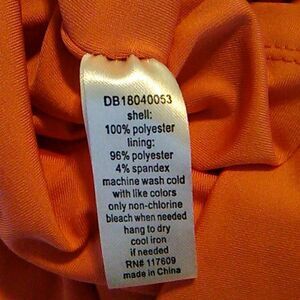 DB18040053
shell:
100% polyester
lining:
96% polyester
4% spandex
machine wash cold
with like colors
only non-chlorine
bleach when needed
hang to dry
cool iron
if needed
RN# 117609
made in China